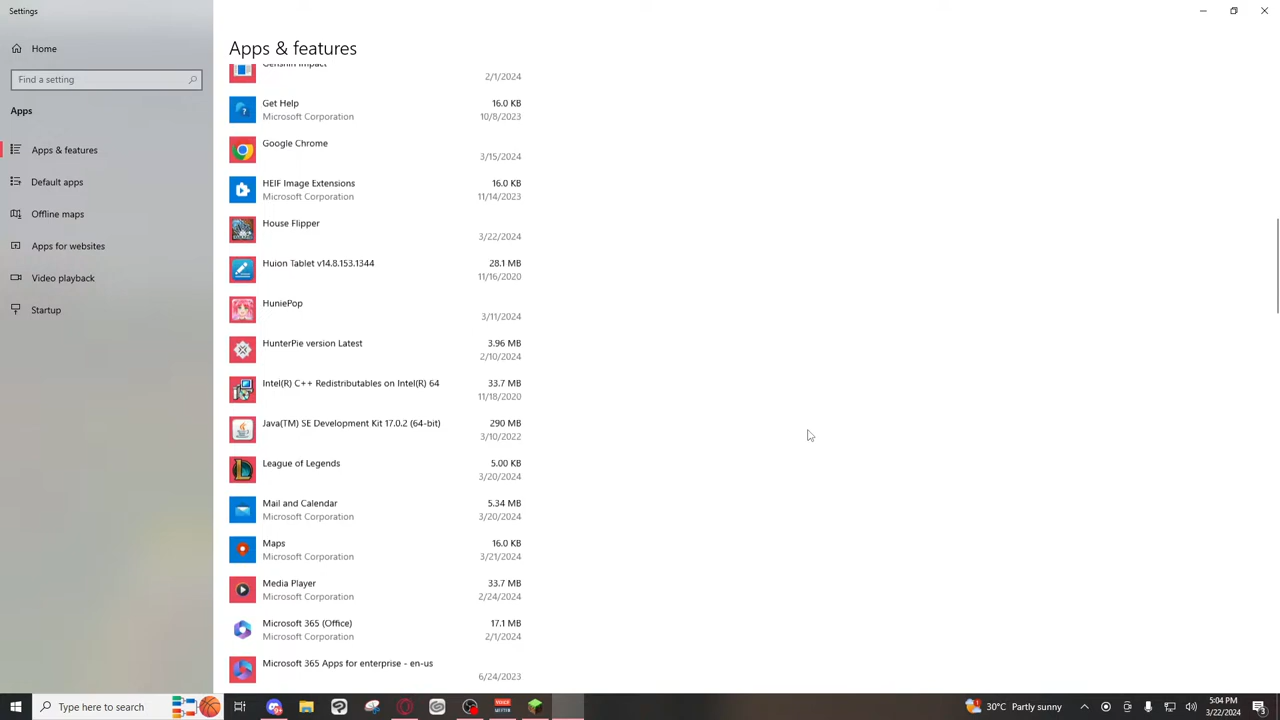 Settings
Home
Find a setting
Apps
Apps & features
Default apps
Offline maps
Apps for websites
Video playback
Startup
Apps & features
Genshin Impact
2/1/2024
Get Help 16.0 KB
Microsoft Corporation 10/8/2023
Google Chrome
3/15/2024
HEIF Image Extensions 16.0 KB
Microsoft Corporation 11/14/2023
House Flipper
3/22/2024
Huion Tablet v14.8.153.1344 28.1 MB
11/16/2020
HuniePop
3/11/2024
HunterPie version Latest 3.96 MB
2/10/2024
Intel(R) C++ Redistributables on Intel(R) 64 33.7 MB
11/18/2020
Java(TM) SE Development Kit 17.0.2 (64-bit) 290 MB
3/10/2022
League of Legends 5.00 KB
3/20/2024
Mail and Calendar 5.34 MB
Microsoft Corporation 3/20/2024
Maps 16.0 KB
Microsoft Corporation 3/21/2024
Media Player 33.7 MB
Microsoft Corporation 2/24/2024
Microsoft 365 (Office) 17.1 MB
Microsoft Corporation 2/1/2024
Microsoft 365 Apps for enterprise - en-us
6/24/2023
Type here to search
30°C Partly sunny
5:04 PM
3/22/2024